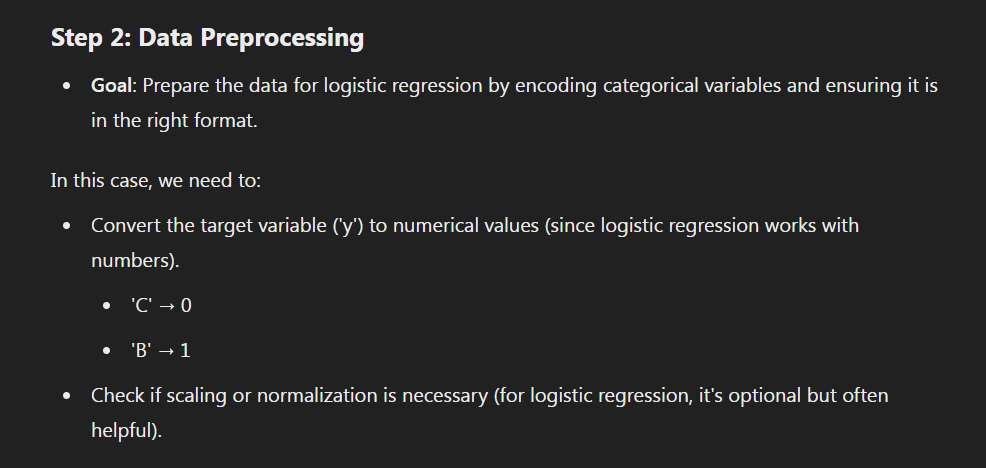 Step 2: Data Preprocessing
• Goal: Prepare the data for logistic regression by encoding categorical variables and ensuring it is
in the right format.
In this case, we need to:
• Convert the target variable ('y') to numerical values (since logistic regression works with
numbers).
• 'C' → 0
• 'B' → 1
• Check if scaling or normalization is necessary (for logistic regression, it's optional but often
helpful).